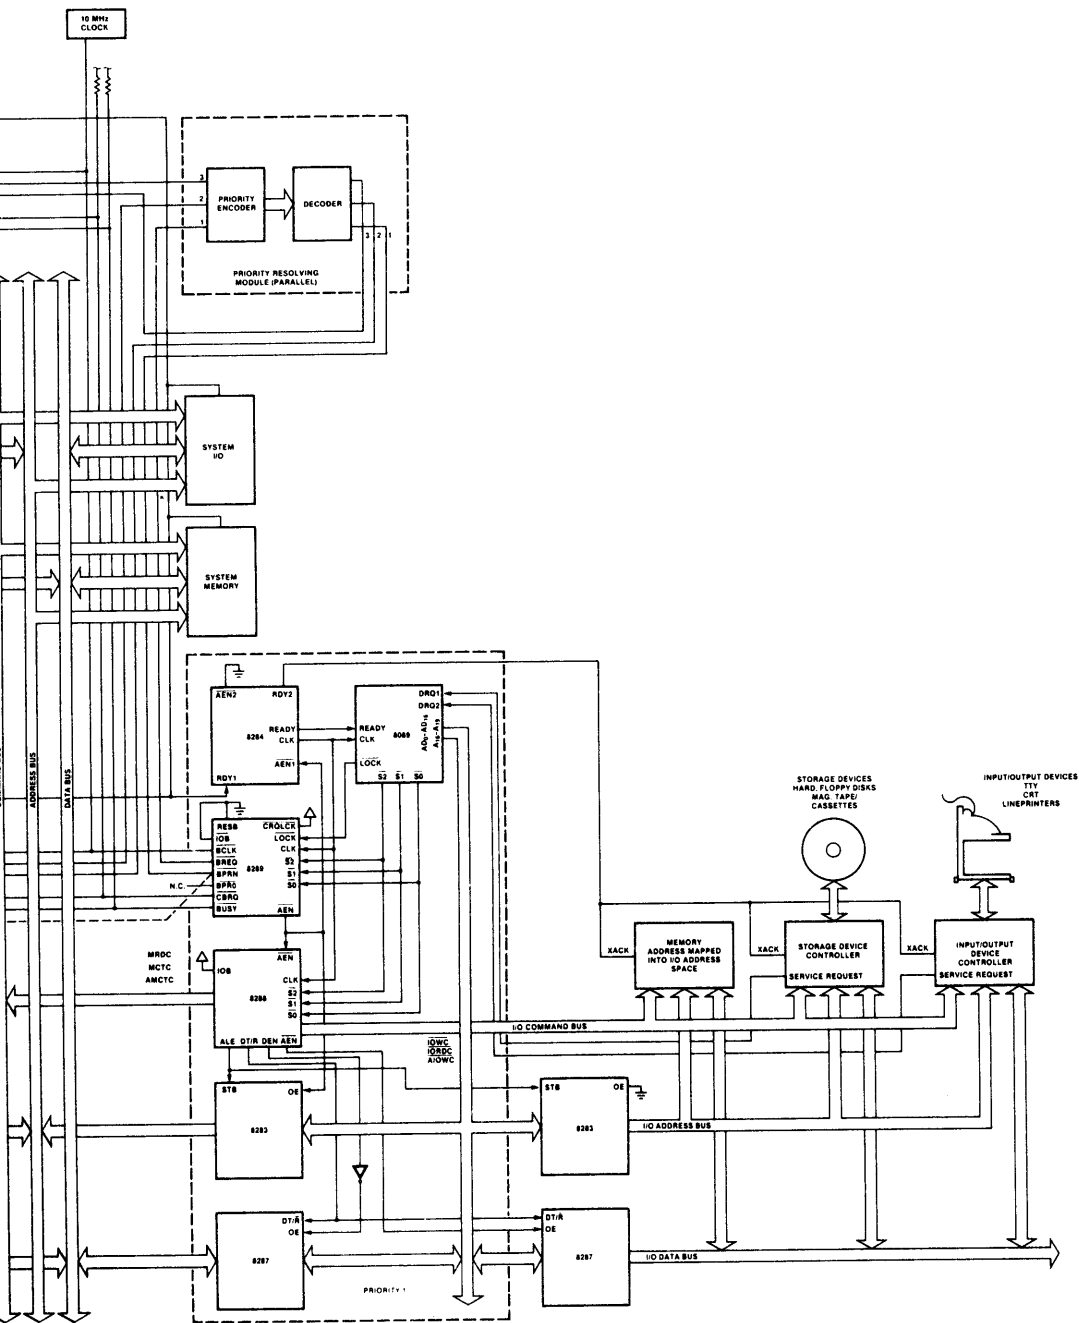 10 MHz
CLOCK
3
2
1
PRIORITY
ENCODER
DECODER
3 2 1
PRIORITY RESOLVING
MODULE (PARALLEL)
SYSTEM
I/O
SYSTEM
MEMORY
ADDRESS BUS
DATA BUS
AEN2
RDY2
8284
READY
CLK
AEN1
RDY1
DRQ1
DRQ2
READY
8089
CLK
LOCK
AD0-AD15
A16-A19
S2 S1 S0
RESB
IOB
BCLK
BREQ
BPRN
BPRO
CBRQ
BUSY
8289
CRQLCK
LOCK
CLK
S2
S1
S0
AEN
N.C.
MRDC
MCTC
AMCTC
IOB
AEN
CLK
8288
S2
S1
S0
ALE DT/R DEN AEN
IOWC
IORDC
AIOWC
STB
OE
8283
DT/R
OE
8287
PRIORITY 1
STB
OE
8283
DT/R
OE
8287
STORAGE DEVICES
HARD, FLOPPY DISKS
MAG. TAPE/
CASSETTES
INPUT/OUTPUT DEVICES
TTY
CRT
LINEPRINTERS
XACK
MEMORY
ADDRESS MAPPED
INTO I/O ADDRESS
SPACE
XACK
STORAGE DEVICE
CONTROLLER
SERVICE REQUEST
XACK
INPUT/OUTPUT
DEVICE
CONTROLLER
SERVICE REQUEST
I/O COMMAND BUS
I/O ADDRESS BUS
I/O DATA BUS